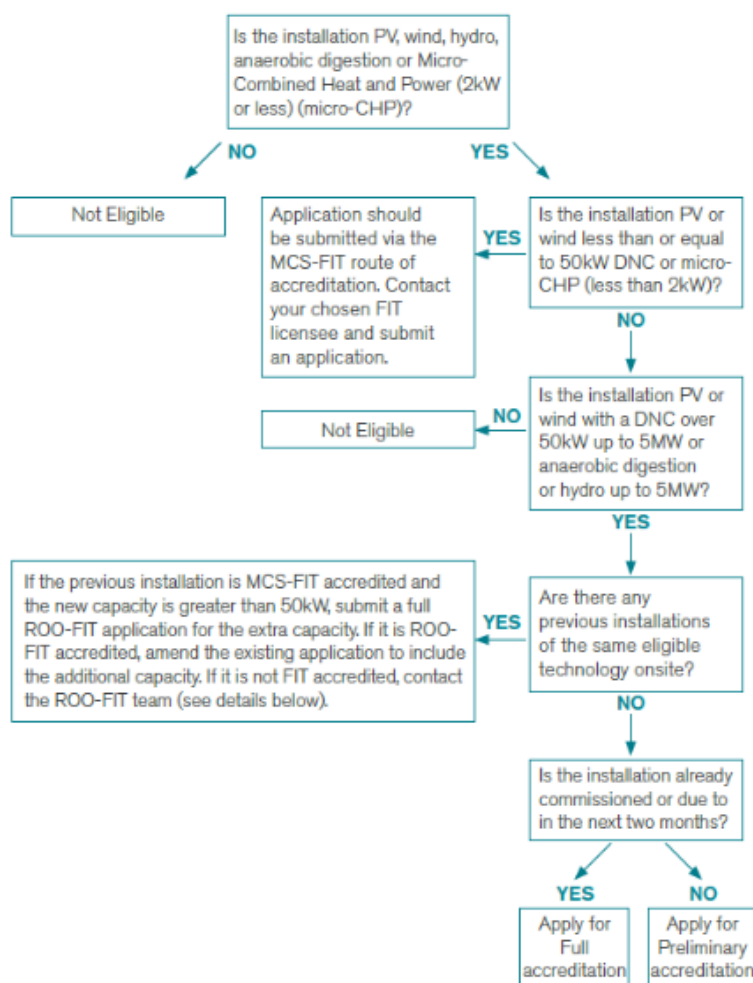 Is the installation PV, wind, hydro,
anaerobic digestion or Micro-
Combined Heat and Power (2kW
or less) (micro-CHP)?
NO
YES
Not Eligible
Application should
be submitted via the
MCS-FIT route of
accreditation. Contact
your chosen FIT
licensee and submit
an application.
YES
Is the installation PV or
wind less than or equal
to 50kW DNC or micro-
CHP (less than 2kW)?
NO
Not Eligible
NO
Is the installation PV or
wind with a DNC over
50kW up to 5MW or
anaerobic digestion
or hydro up to 5MW?
YES
If the previous installation is MCS-FIT accredited and
the new capacity is greater than 50kW, submit a full
ROO-FIT application for the extra capacity. If it is ROO-
FIT accredited, amend the existing application to include
the additional capacity. If it is not FIT accredited, contact
the ROO-FIT team (see details below).
YES
Are there any
previous installations
of the same eligible
technology onsite?
NO
Is the installation already
commissioned or due to
in the next two months?
YES
NO
Apply for
Full
accreditation
Apply for
Preliminary
accreditation